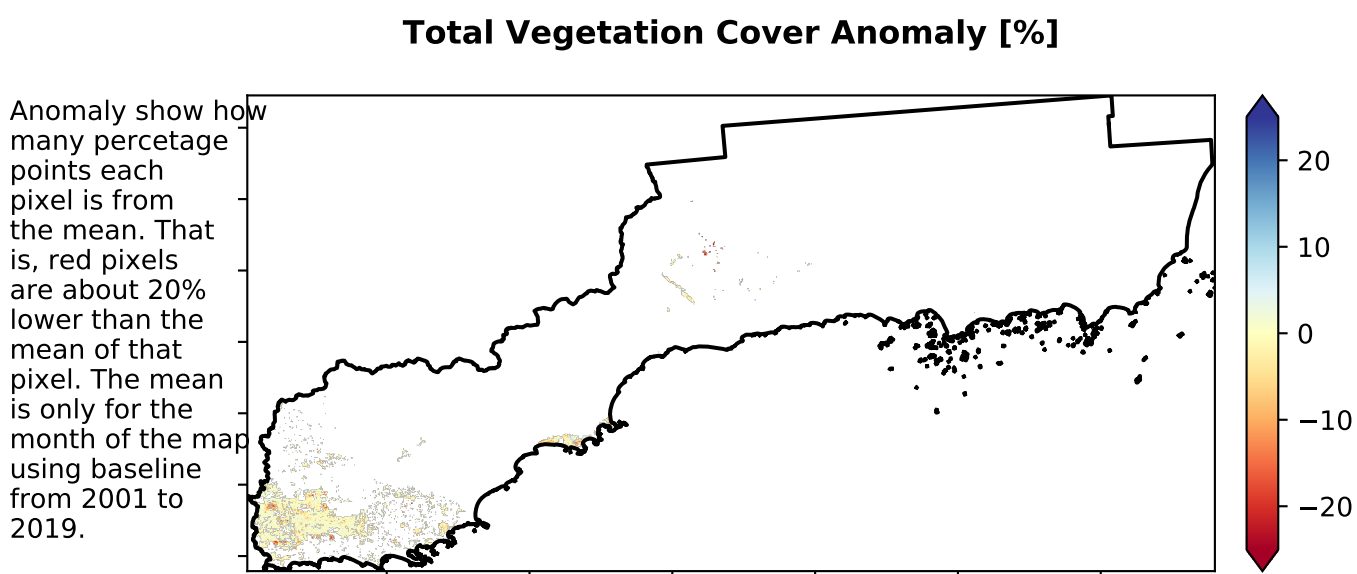 Total Vegetation Cover Anomaly [%]
Anomaly show how
many percetage
points each
pixel is from
the mean. That
is, red pixels
are about 20%
lower than the
mean of that
pixel. The mean
is only for the
month of the map
using baseline
from 2001 to
2019.
20
10
0
−10
−20